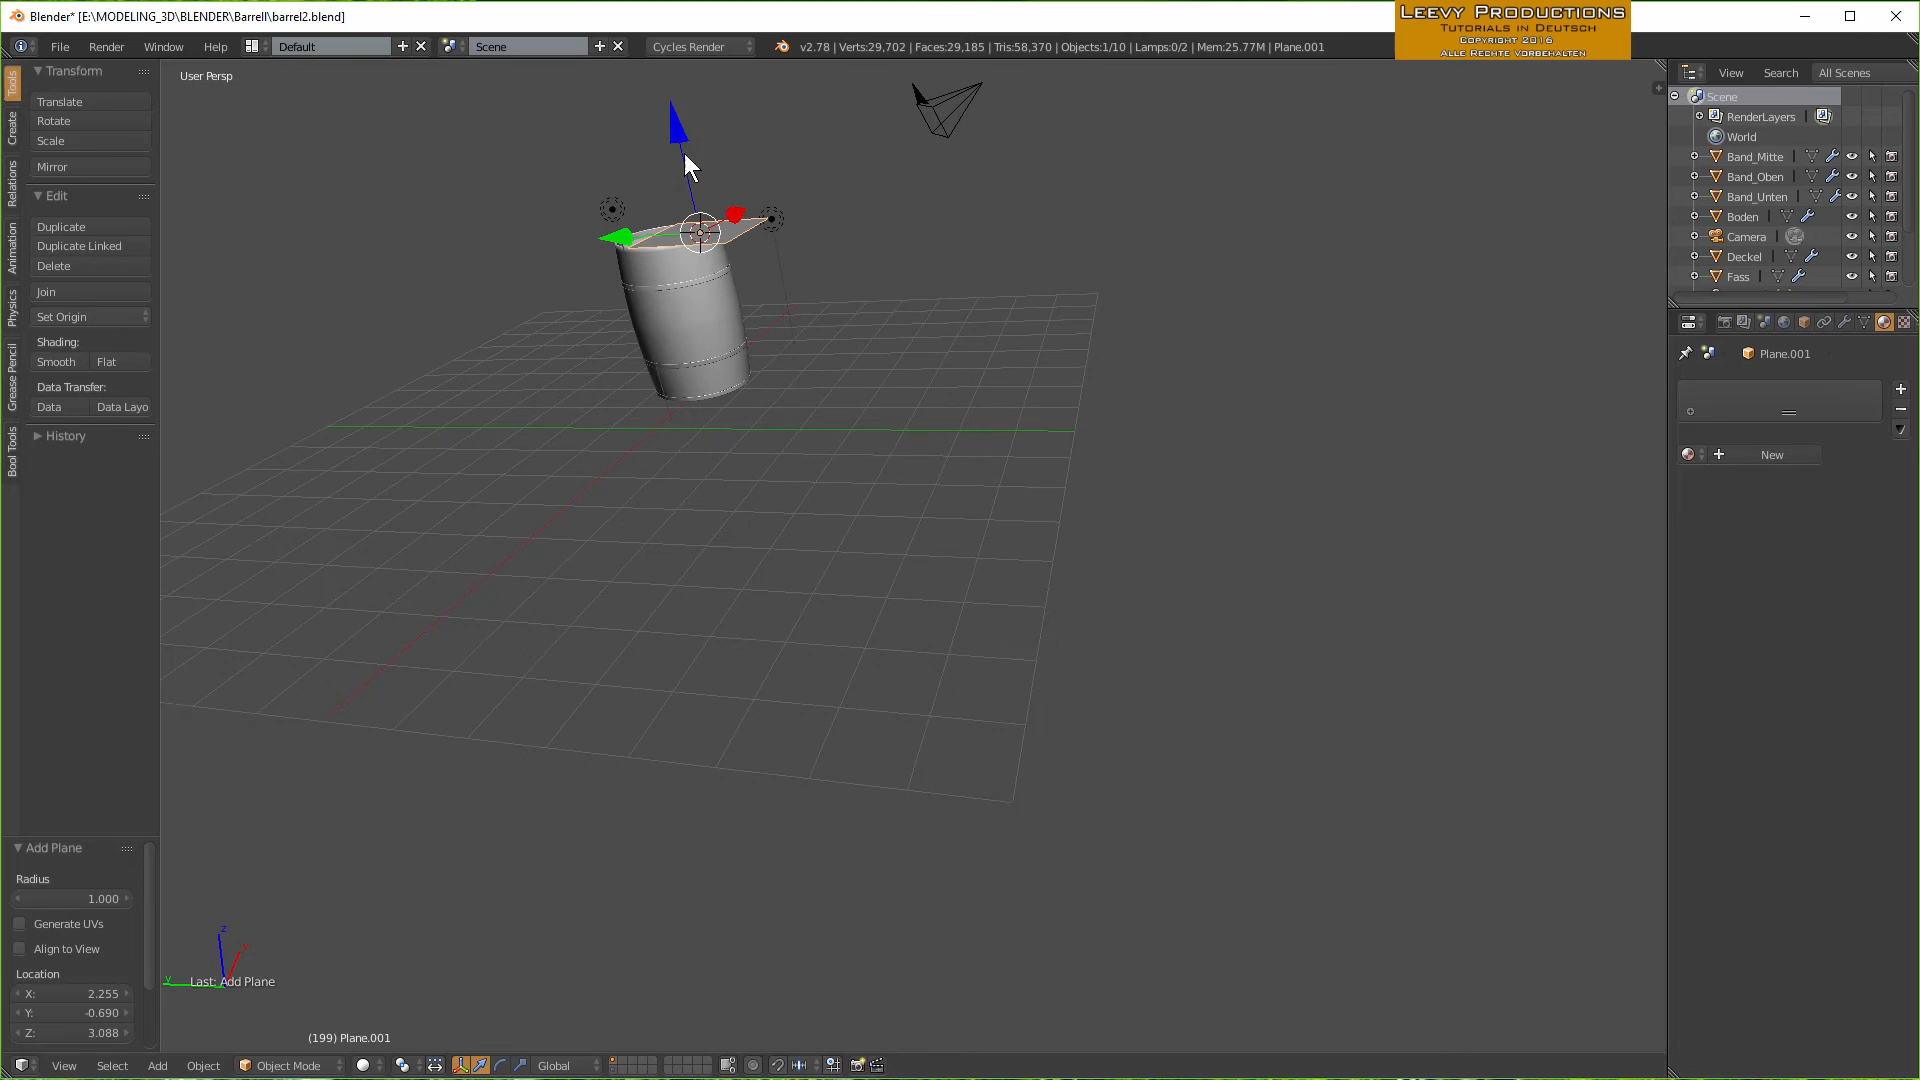 Blender* [E:\MODELING_3D\BLENDER\Barrell\barrel2.blend]
LEEVY PRODUCTIONS
TUTORIALS IN DEUTSCH
COPYRIGHT 2016
ALLE RECHTE VORBEHALTEN
File Render Window Help Default Scene Cycles Render v2.78 | Verts:29,702 | Faces:29,185 | Tris:58,370 | Objects:1/10 | Lamps:0/2 | Mem:25.77M | Plane.001
Tools
Create
Relations
Animation
Physics
Grease Pencil
Bool Tools
Transform
Translate
Rotate
Scale
Mirror
Edit
Duplicate
Duplicate Linked
Delete
Join
Set Origin
Shading:
Smooth Flat
Data Transfer:
Data Data Layo
History
Add Plane
Radius
1.000
Generate UVs
Align to View
Location
X: 2.255
Y: -0.690
Z: 3.088
User Persp
z
y
Last: Add Plane
(199) Plane.001
View Select Add Object Object Mode Global
View Search All Scenes
Scene
RenderLayers
World
Band_Mitte
Band_Oben
Band_Unten
Boden
Camera
Deckel
Fass
Plane.001
New